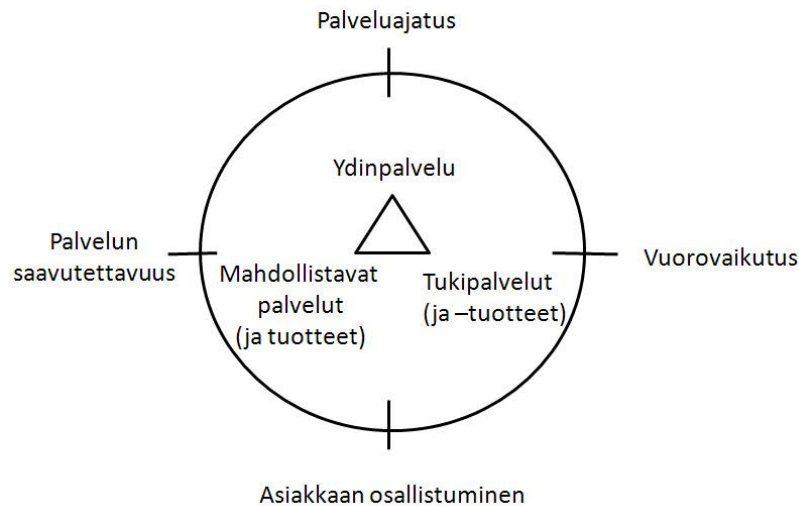 Palveluajatus
Ydinpalvelu
Palvelun
saavutettavuus
Vuorovaikutus
Mahdollistavat
palvelut
(ja tuotteet)
Tukipalvelut
(ja –tuotteet)
Asiakkaan osallistuminen